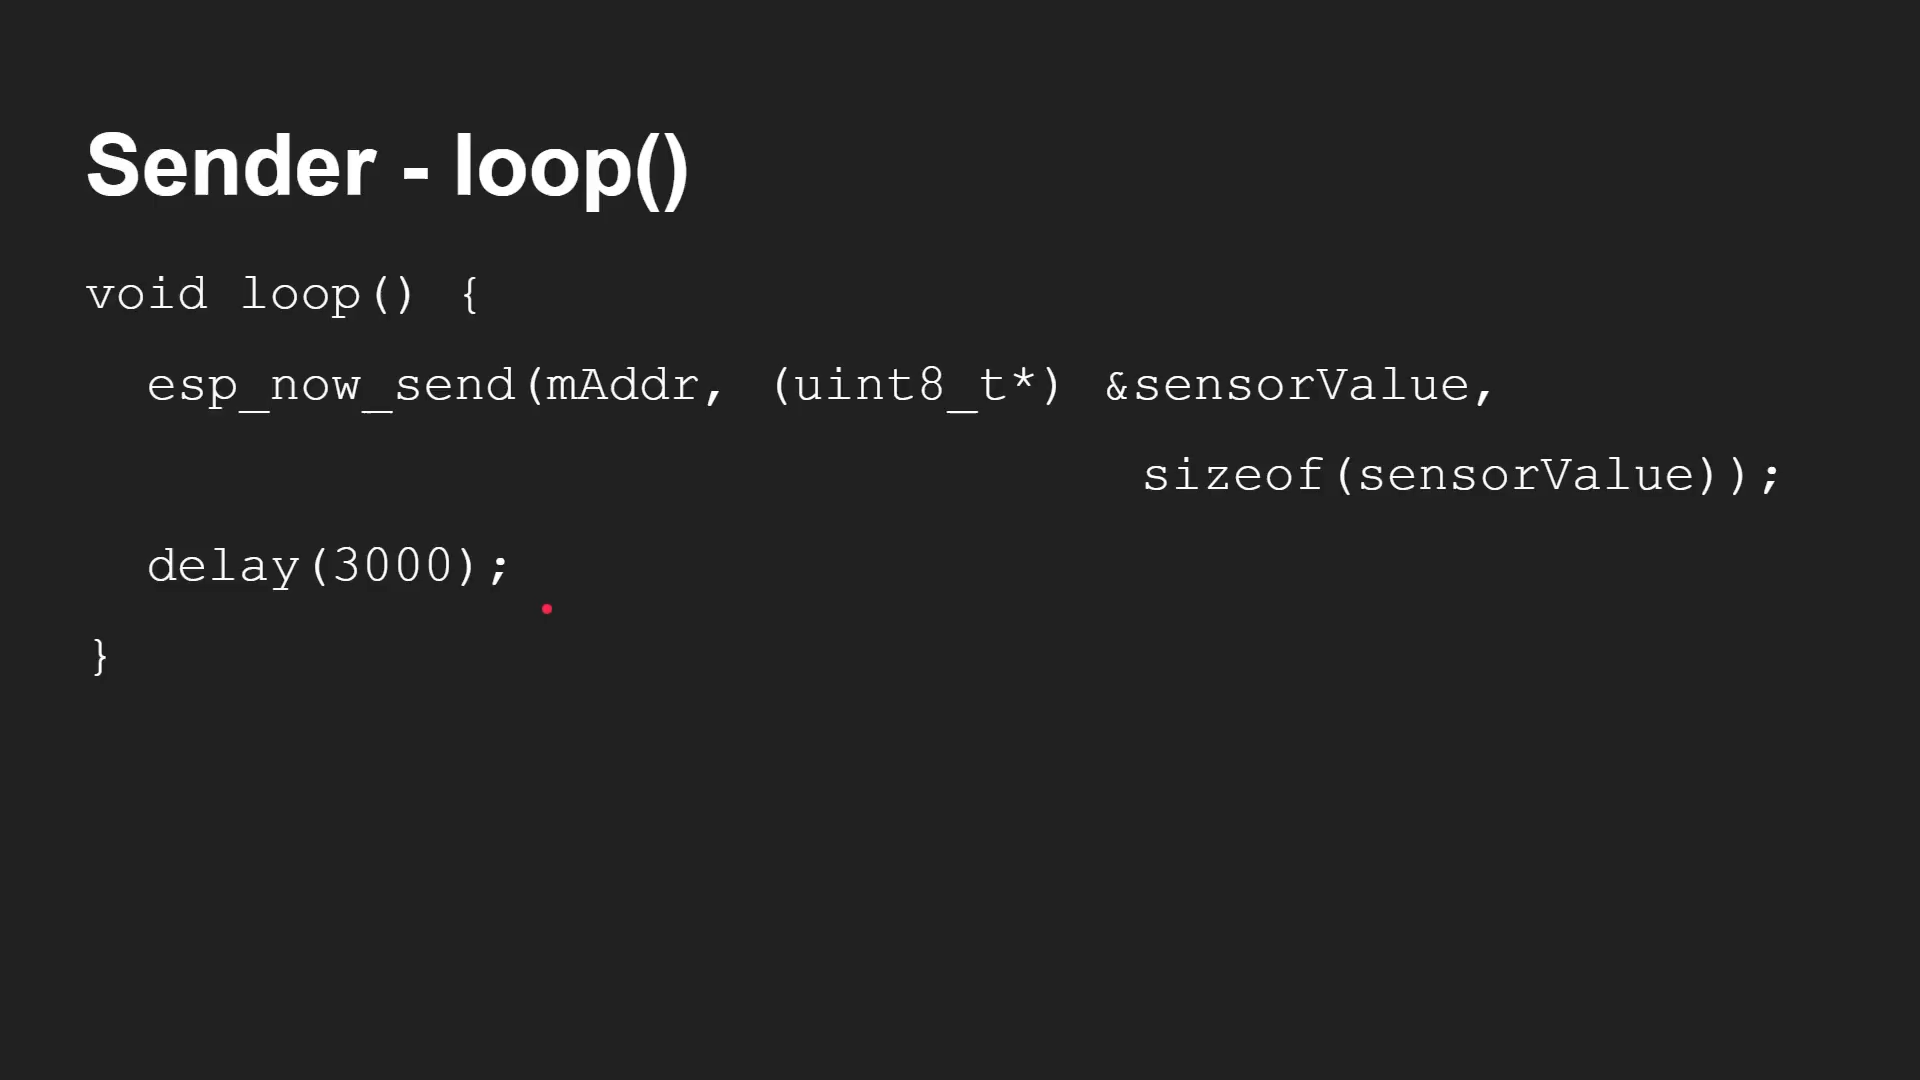 Sender - loop()
void loop() {
esp_now_send(mAddr, (uint8_t*) &sensorValue,
sizeof(sensorValue));
delay(3000);
}